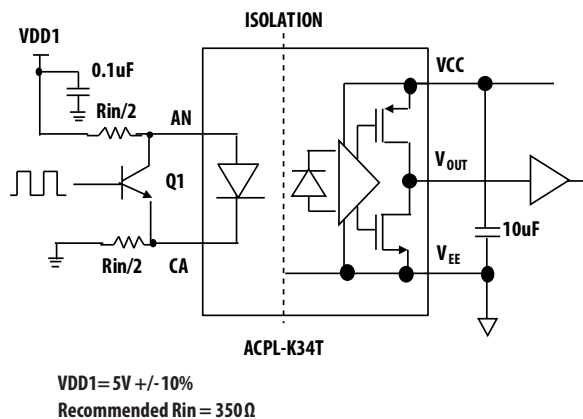 ISOLATION
VDD1
0.1uF
Rin/2
AN
Q1
Rin/2
CA
VCC
VOUT
10uF
VEE
ACPL-K34T
VDD1= 5V +/- 10%
Recommended Rin = 350 Ω